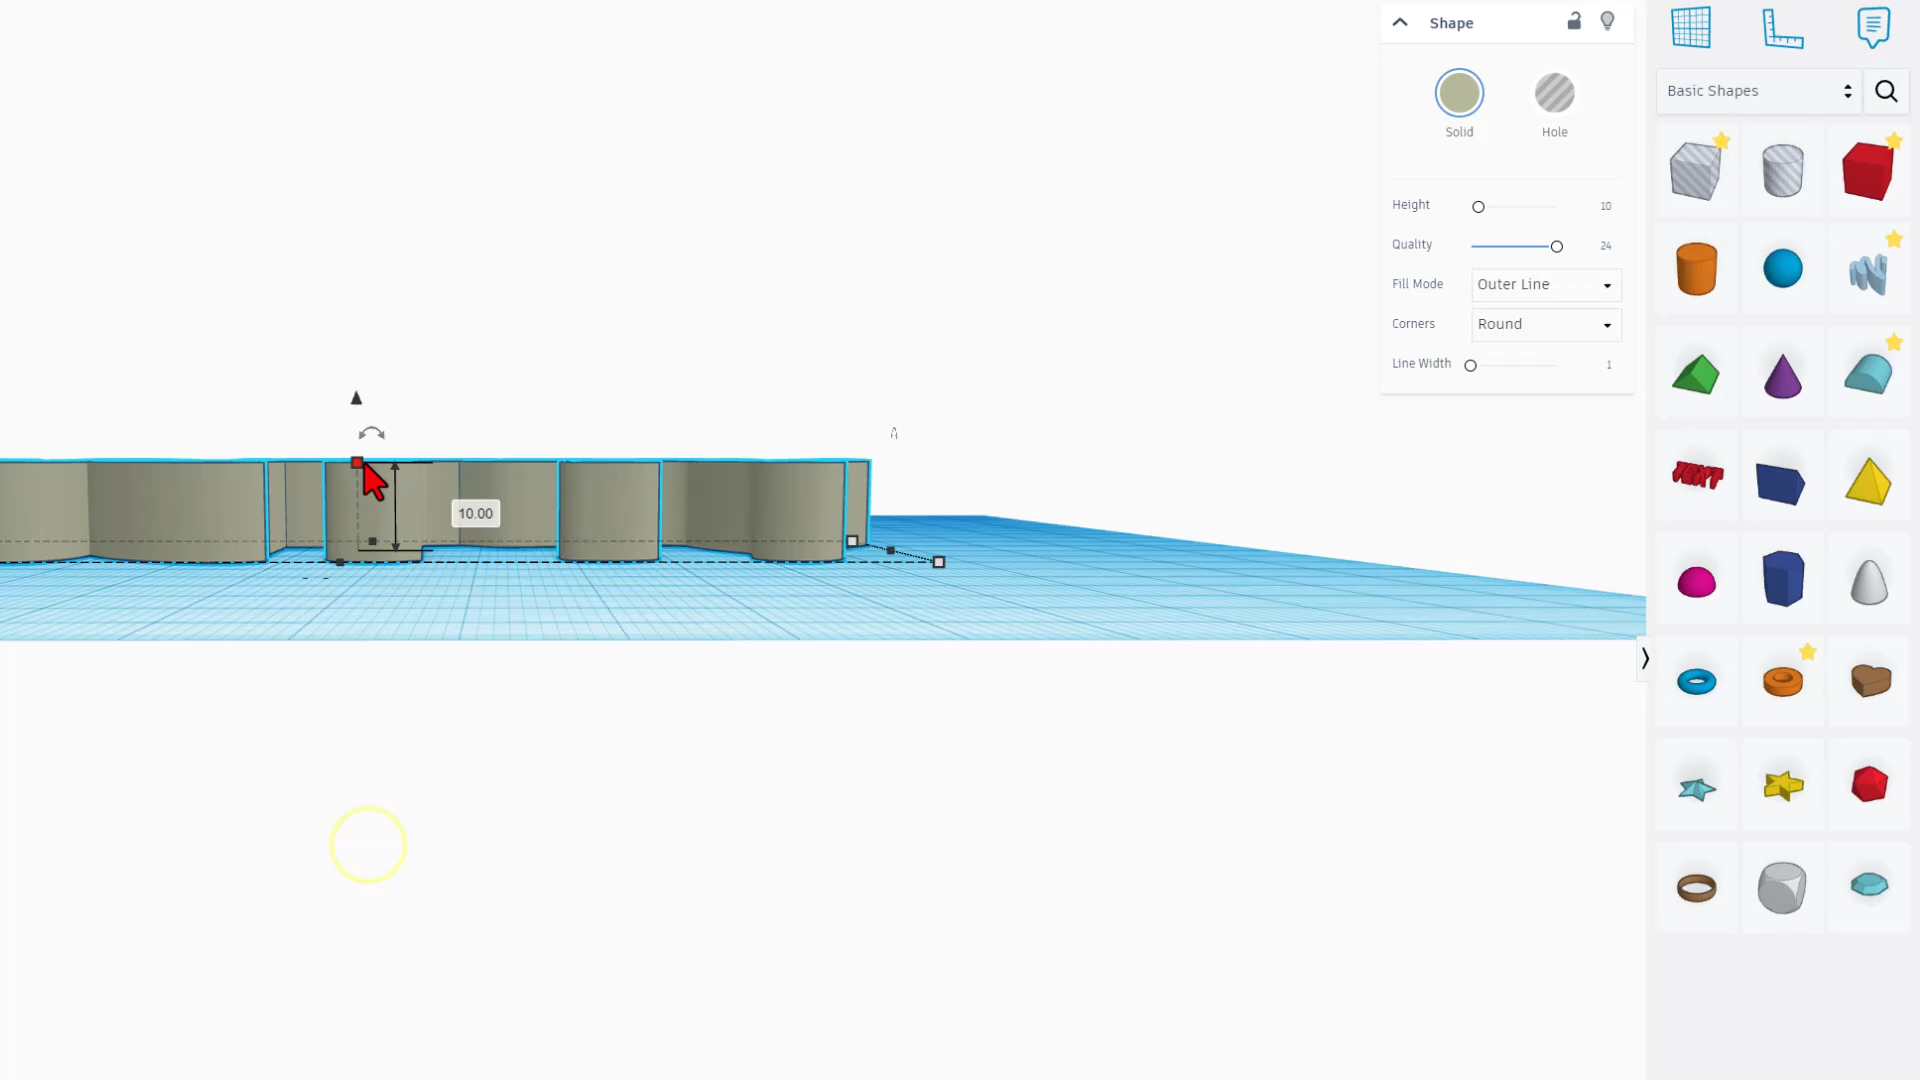 Shape
Solid
Hole
Height 10
Quality 24
Fill Mode Outer Line
Corners Round
Line Width 1
Basic Shapes
TEXT
10.00